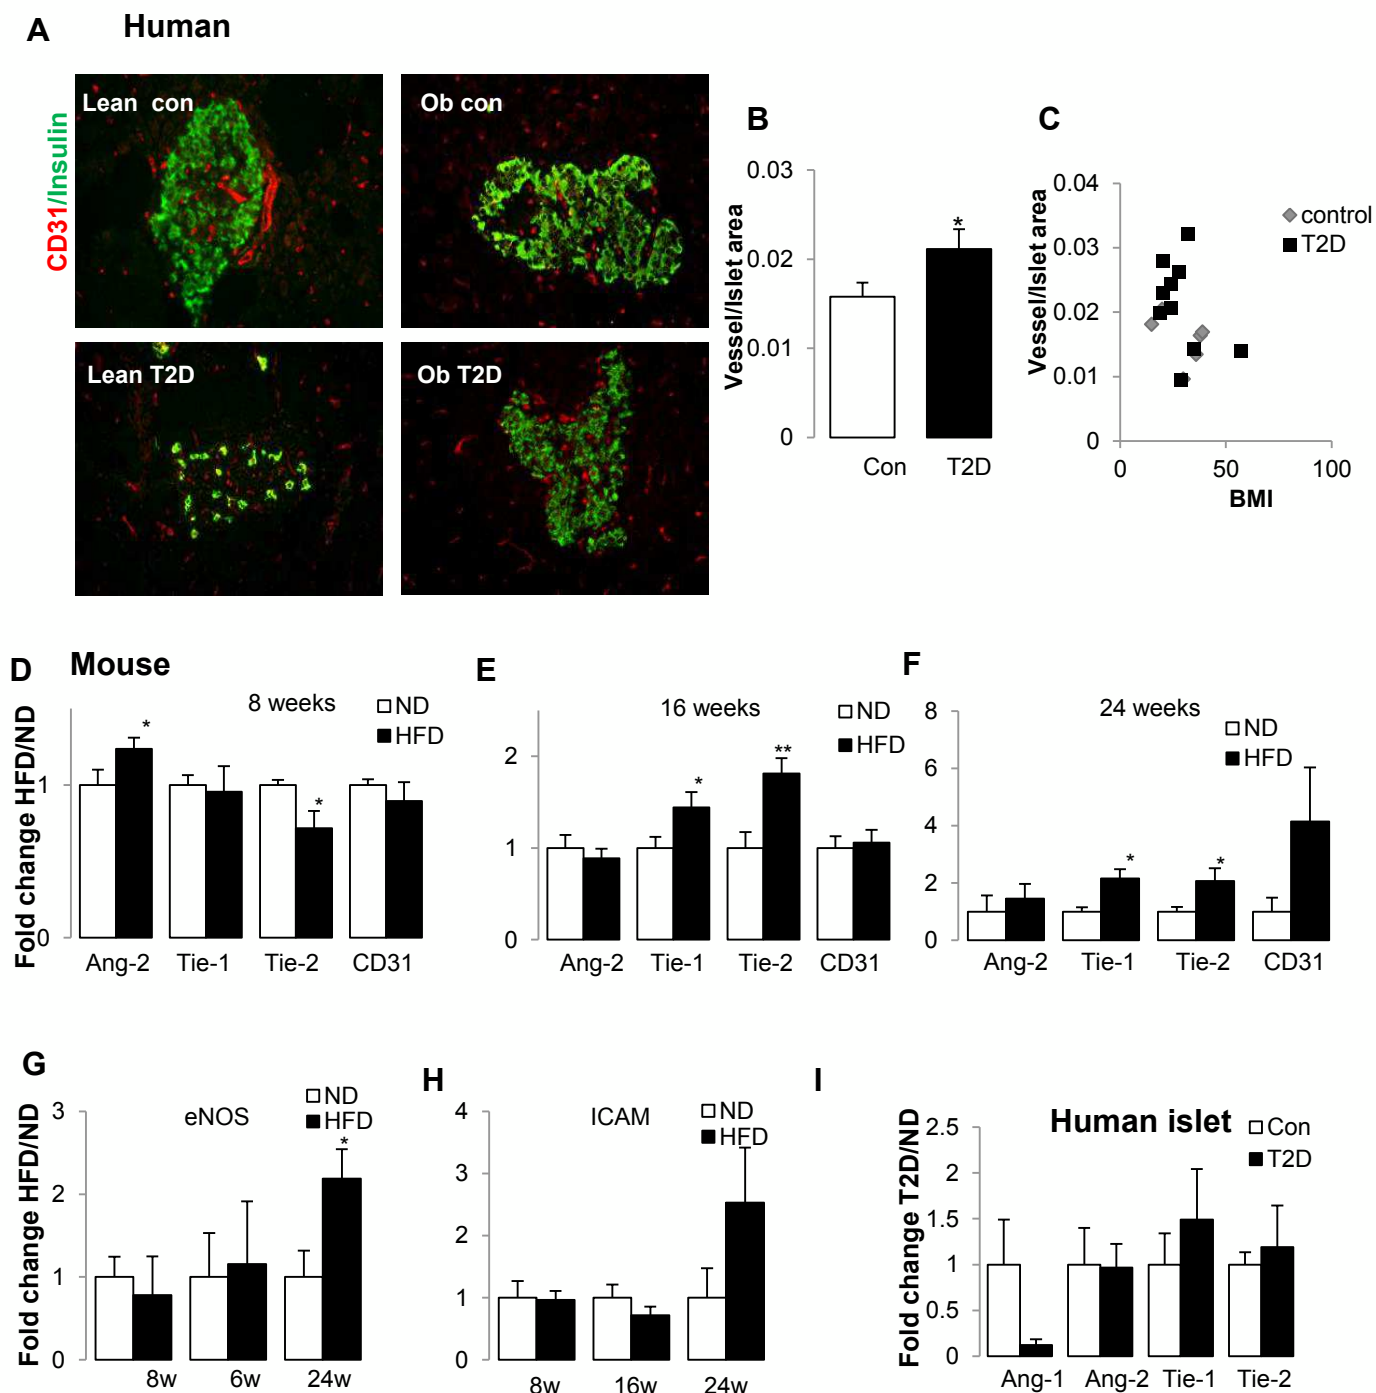 A Human
CD31/Insulin
Lean con
Ob con
Lean T2D
Ob T2D
B
Vessel/Islet area
0.03
0.02
0.01
0
*
Con T2D
C
Vessel/Islet area
0.04
0.03
0.02
0.01
0
0 50 100
BMI
control
T2D
D Mouse
8 weeks
ND
HFD
Fold change HFD/ND
1
0
* *
Ang-2 Tie-1 Tie-2 CD31
E
16 weeks
ND
HFD
2
1
0
* **
Ang-2 Tie-1 Tie-2 CD31
F
24 weeks
ND
HFD
8
6
4
2
0
* *
Ang-2 Tie-1 Tie-2 CD31
G
eNOS
ND
HFD
Fold change HFD/ND
3
2
1
0
*
8w 6w 24w
H
ICAM
ND
HFD
4
3
2
1
0
8w 16w 24w
I
Human islet
Con
T2D
Fold change T2D/ND
2.5
2
1.5
1
0.5
0
Ang-1 Ang-2 Tie-1 Tie-2